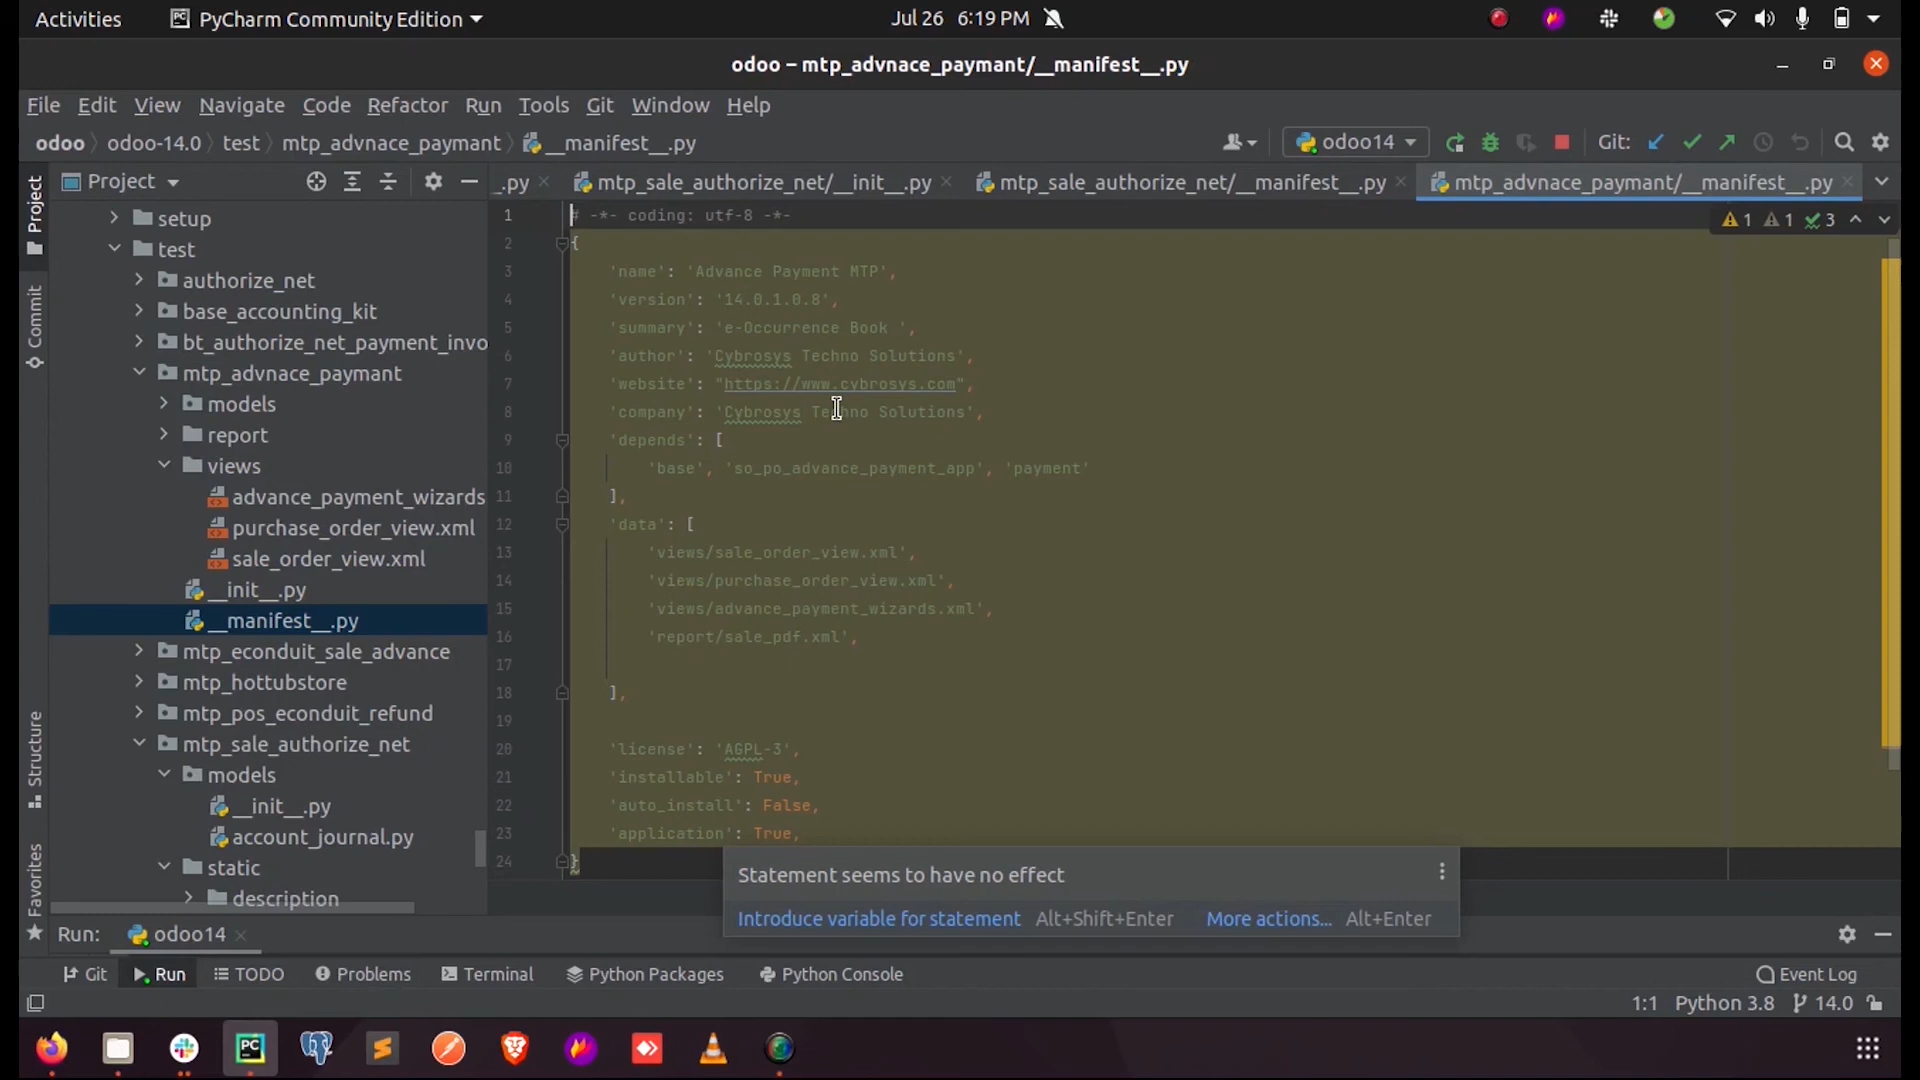 Activities PyCharm Community Edition Jul 26 6:19 PM
odoo – mtp_advnace_paymant/__manifest__.py
File Edit View Navigate Code Refactor Run Tools Git Window Help
odoo odoo-14.0 test mtp_advnace_paymant __manifest__.py odoo14 Git:
Project _.py mtp_sale_authorize_net/__init__.py mtp_sale_authorize_net/__manifest__.py mtp_advnace_paymant/__manifest__.py
Project
Commit
Structure
Favorites
setup
test
authorize_net
base_accounting_kit
bt_authorize_net_payment_invo
mtp_advnace_paymant
models
report
views
advance_payment_wizards
purchase_order_view.xml
sale_order_view.xml
__init__.py
__manifest__.py
mtp_econduit_sale_advance
mtp_hottubstore
mtp_pos_econduit_refund
mtp_sale_authorize_net
models
__init__.py
account_journal.py
static
description
1 1 3
1 # -*- coding: utf-8 -*-
2 {
3 'name': 'Advance Payment MTP',
4 'version': '14.0.1.0.8',
5 'summary': 'e-Occurrence Book ',
6 'author': 'Cybrosys Techno Solutions',
7 'website': "https://www.cybrosys.com",
8 'company': 'Cybrosys Techno Solutions',
9 'depends': [
10 'base', 'so_po_advance_payment_app', 'payment'
11 ],
12 'data': [
13 'views/sale_order_view.xml',
14 'views/purchase_order_view.xml',
15 'views/advance_payment_wizards.xml',
16 'report/sale_pdf.xml',
17
18 ],
19
20 'license': 'AGPL-3',
21 'installable': True,
22 'auto_install': False,
23 'application': True,
24 }
Statement seems to have no effect
Introduce variable for statement Alt+Shift+Enter More actions... Alt+Enter
Run: odoo14
Git Run TODO Problems Terminal Python Packages Python Console Event Log
1:1 Python 3.8 14.0
PC